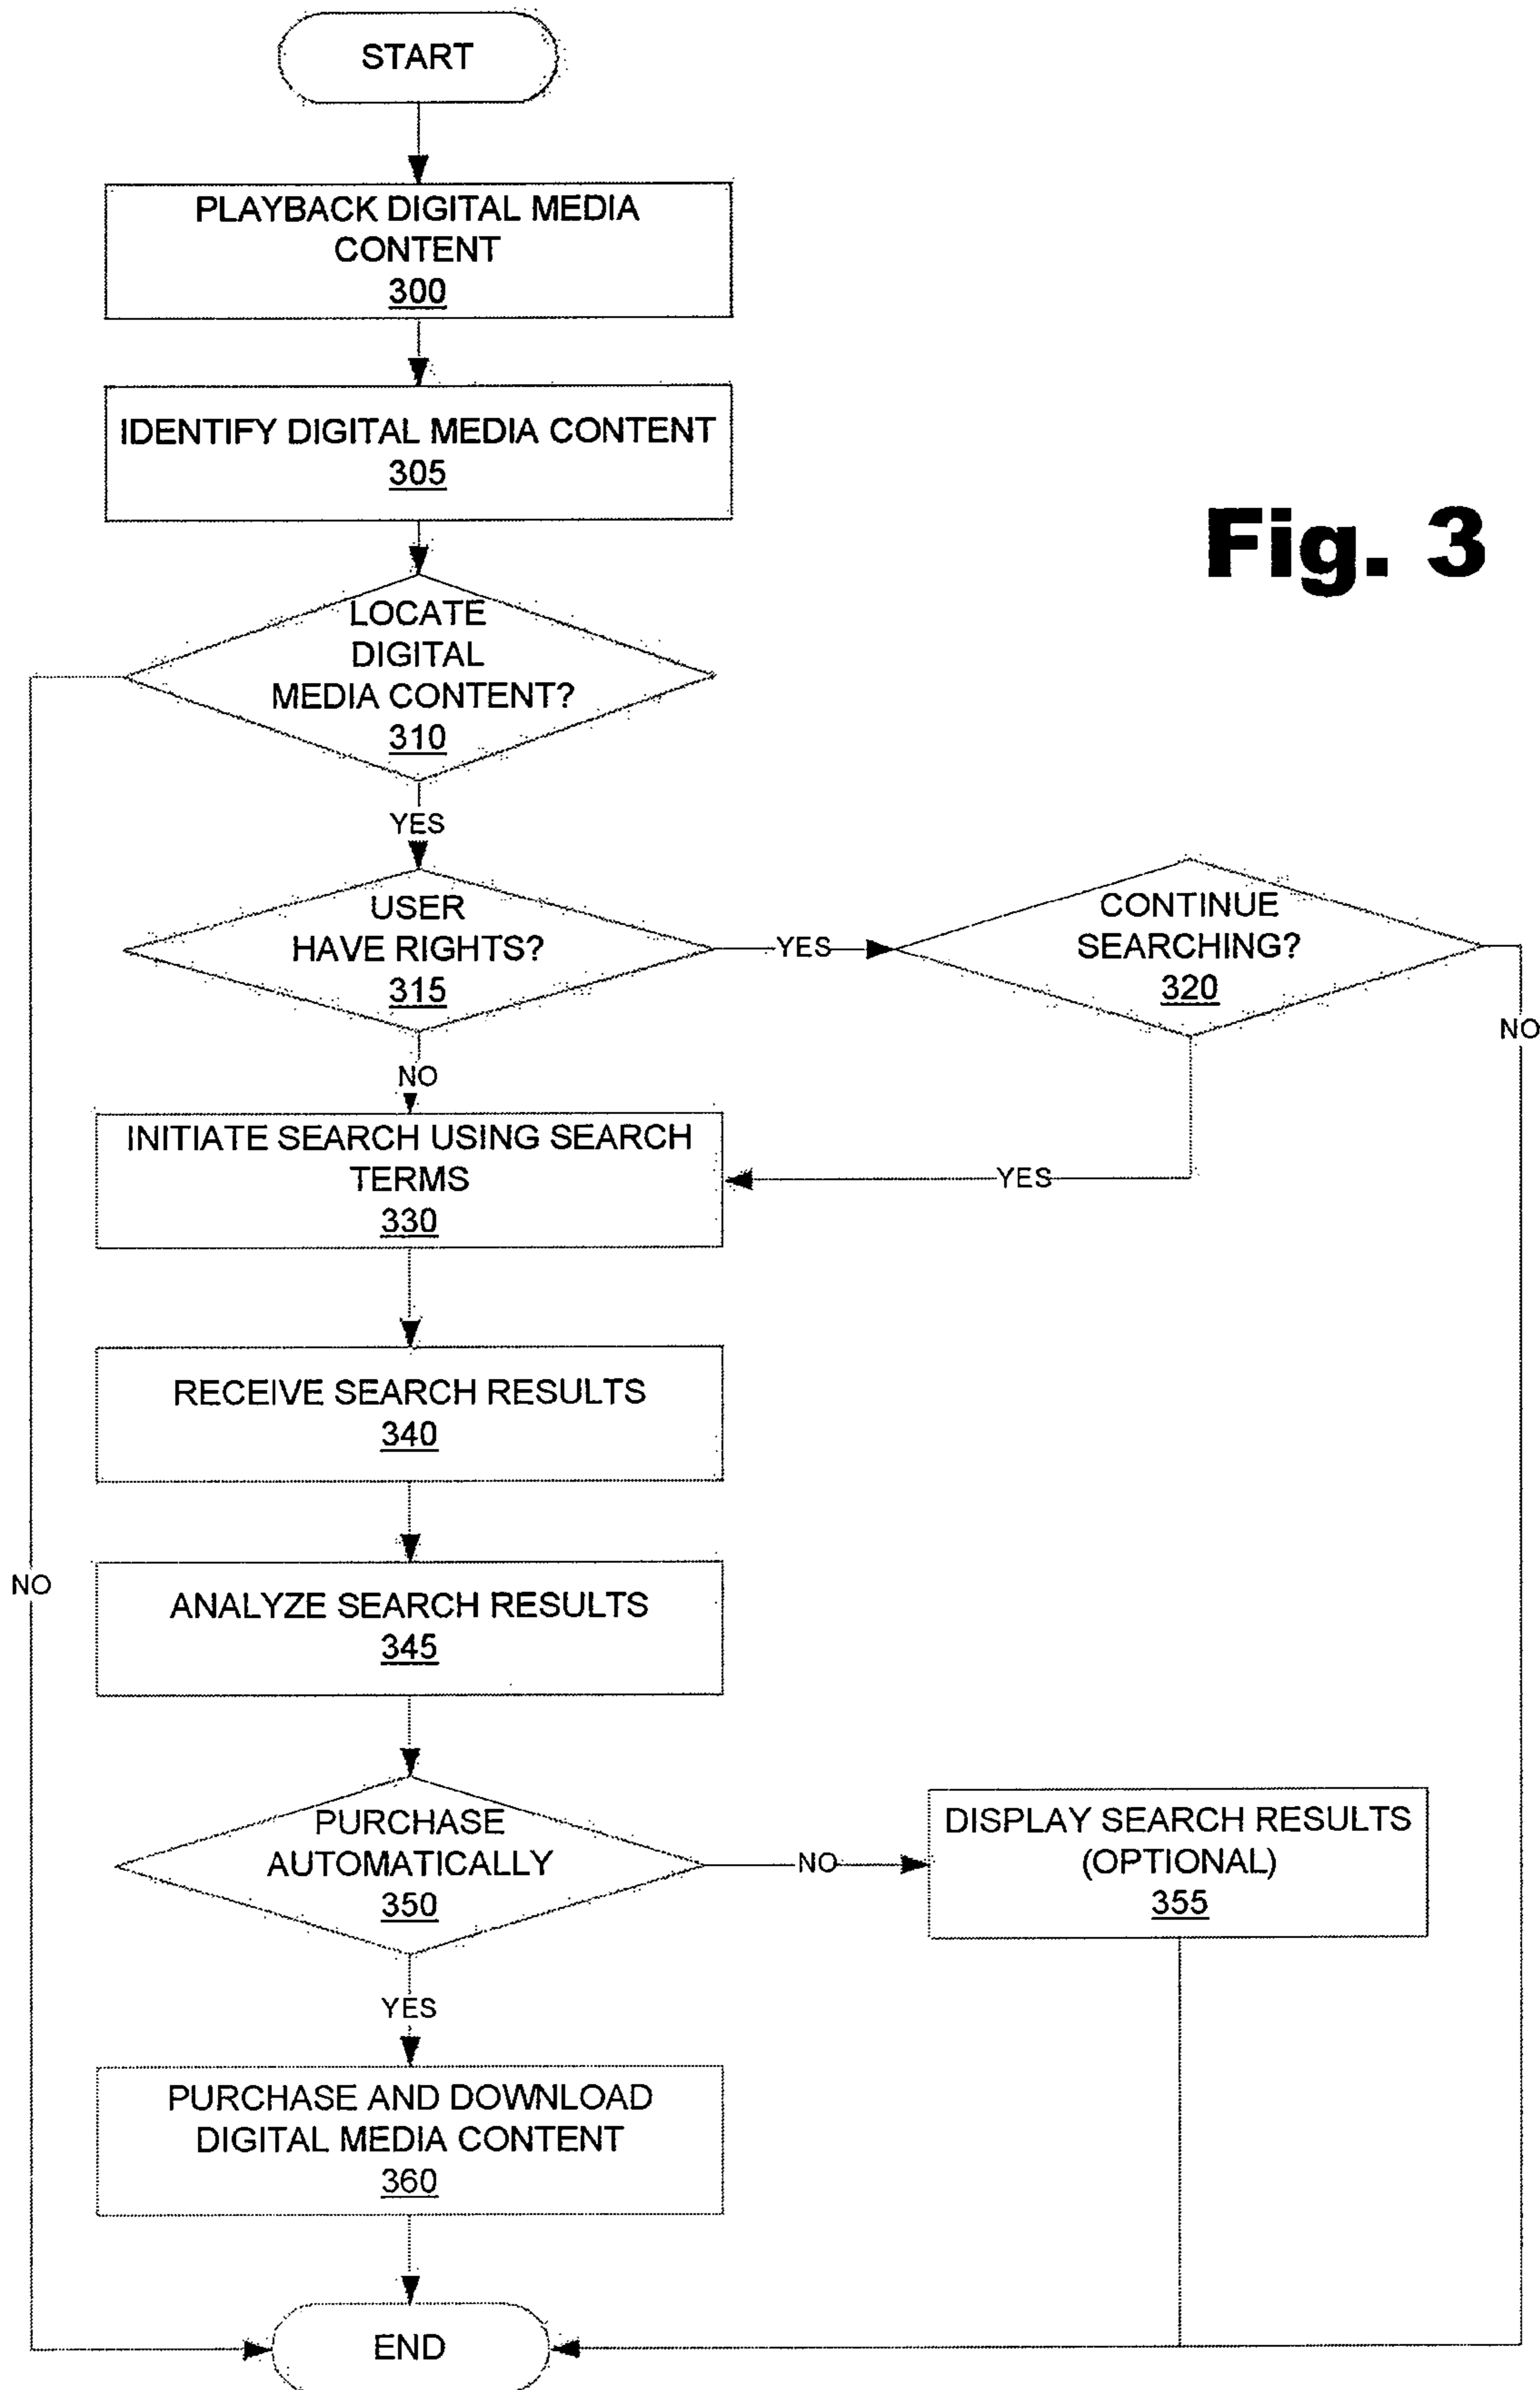 START
PLAYBACK DIGITAL MEDIA
CONTENT
300
IDENTIFY DIGITAL MEDIA CONTENT
305
Fig. 3
LOCATE
DIGITAL
MEDIA CONTENT?
310
YES
USER
HAVE RIGHTS?
315
YES
CONTINUE
SEARCHING?
320
NO
NO
INITIATE SEARCH USING SEARCH
TERMS
330
YES
RECEIVE SEARCH RESULTS
340
NO
ANALYZE SEARCH RESULTS
345
PURCHASE
AUTOMATICALLY
350
NO
DISPLAY SEARCH RESULTS
(OPTIONAL)
355
YES
PURCHASE AND DOWNLOAD
DIGITAL MEDIA CONTENT
360
END